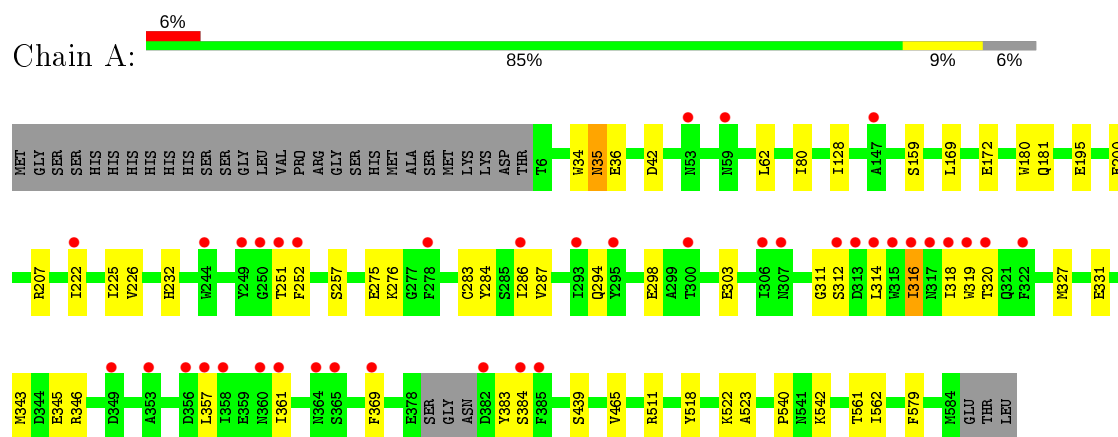 6%
Chain A:
85% 9% 6%
MET GLY SER SER HIS HIS HIS HIS HIS HIS SER SER GLY LEU VAL PRO ARG GLY SER HIS MET ALA SER MET LYS LYS ASP THR T6 W34 N35 E36 D42 N53 N59 L62 I80 I128 A147 S159 L169 E172 W180 Q181 E195
R207 I222 I225 V226 H232 W244 Y249 G250 T251 F252 S257 E275 K276 G277 F278 C283 Y284 S285 I286 V287 I293 Q294 Y295 E298 A299 T300 E303 I306 N307 G311 S312 D313 L314 W315 I316 N317 I318 W319 T320 Q321 F322 M327 E331
M343 D344 E345 R346 D349 A353 D356 L357 I358 E359 N360 I361 N364 S365 F369 E378 SER GLY ASN D382 Y383 S384 F385 S439 V465 R511 Y518 K522 A523 P540 N541 K542 T561 I562 F579 M584 GLU THR LEU